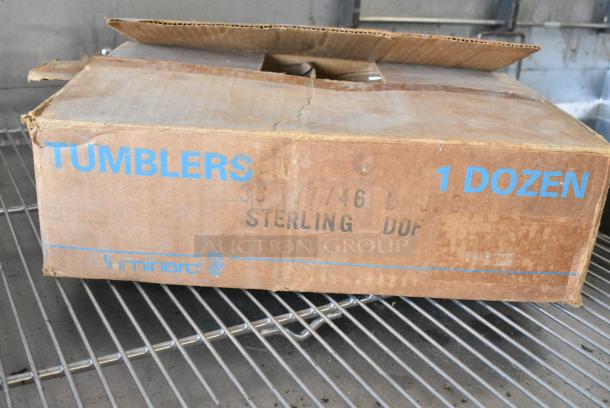 TUMBLERS 1 DOZEN
STERLING DOF
AUCTION GROUP
luminarc